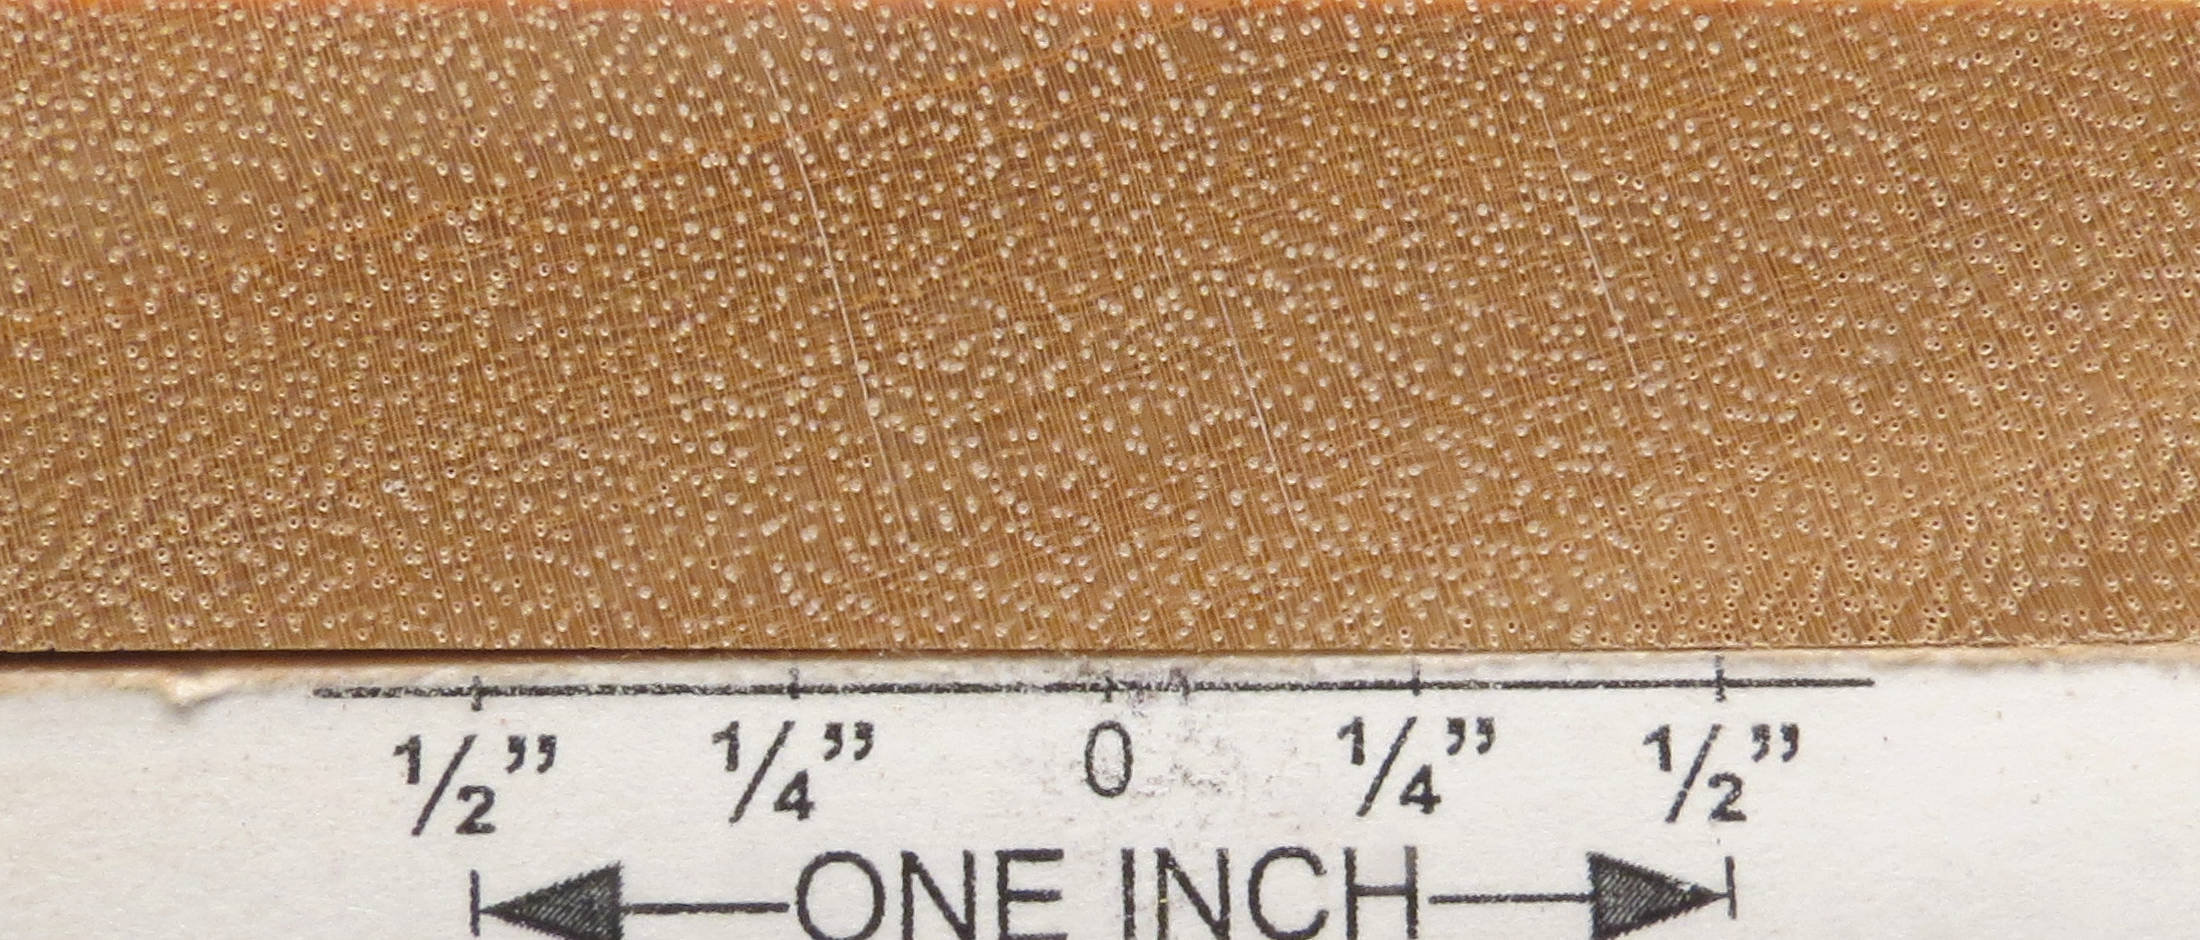 1/2” 1/4” 0 1/4” 1/2”
ONE INCH